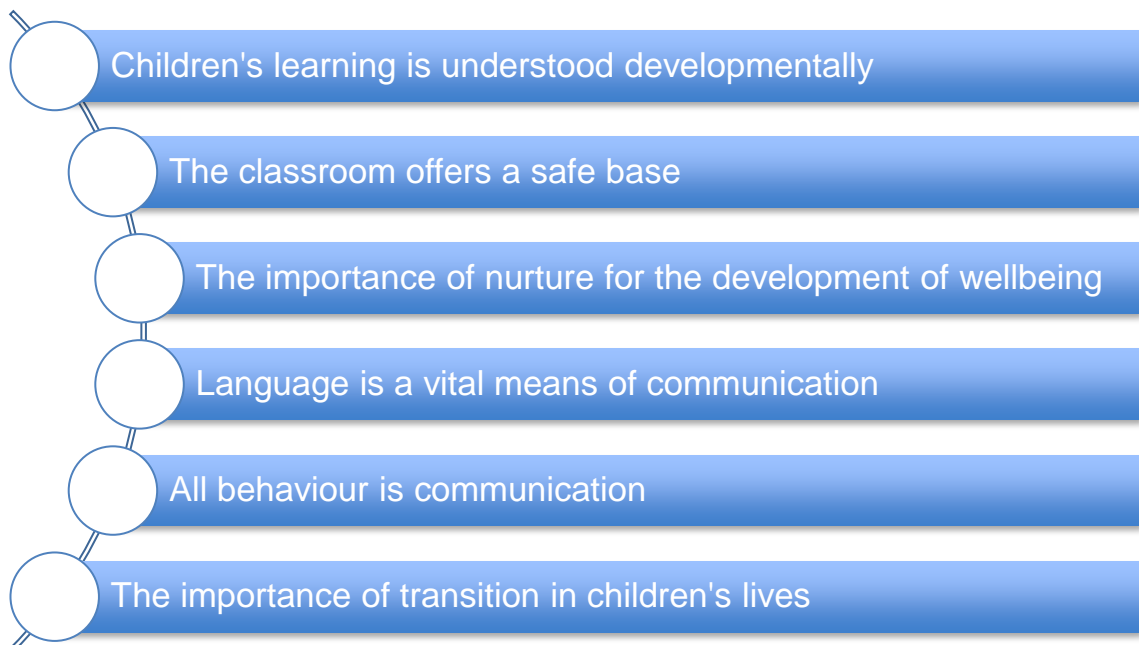 Children's learning is understood developmentally
The classroom offers a safe base
The importance of nurture for the development of wellbeing
Language is a vital means of communication
All behaviour is communication
The importance of transition in children's lives